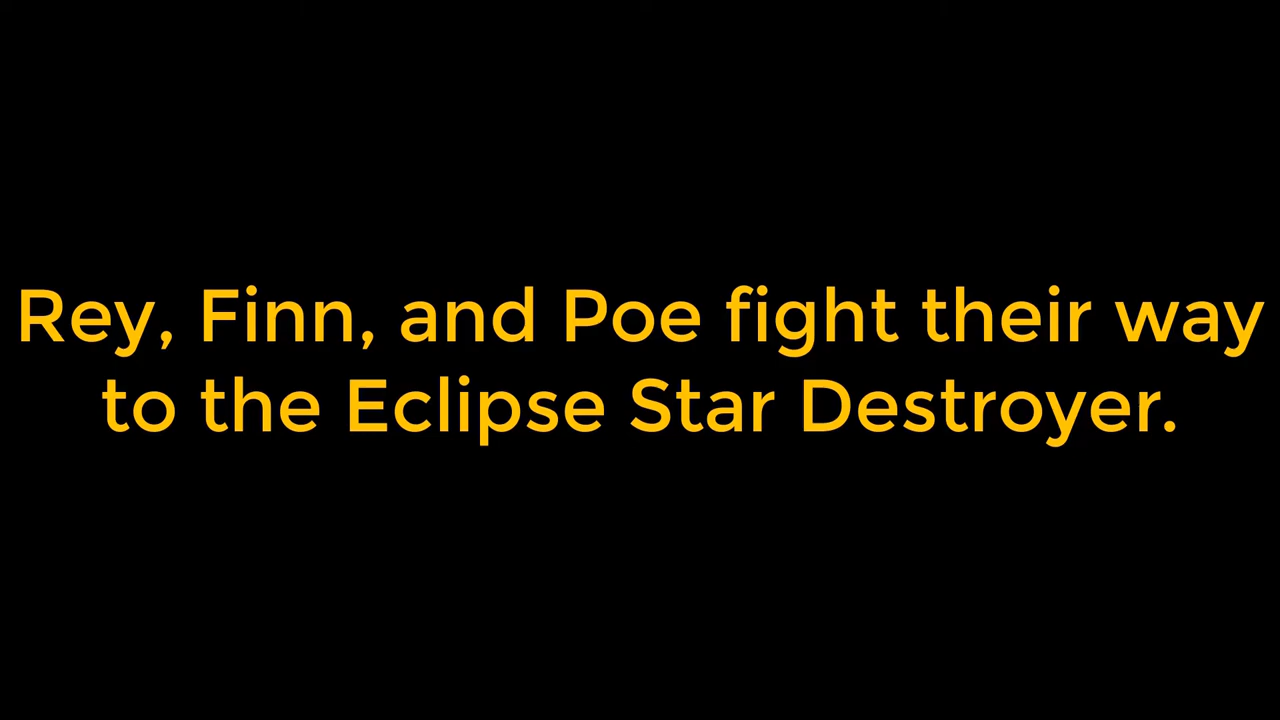 Rey, Finn, and Poe fight their way
to the Eclipse Star Destroyer.